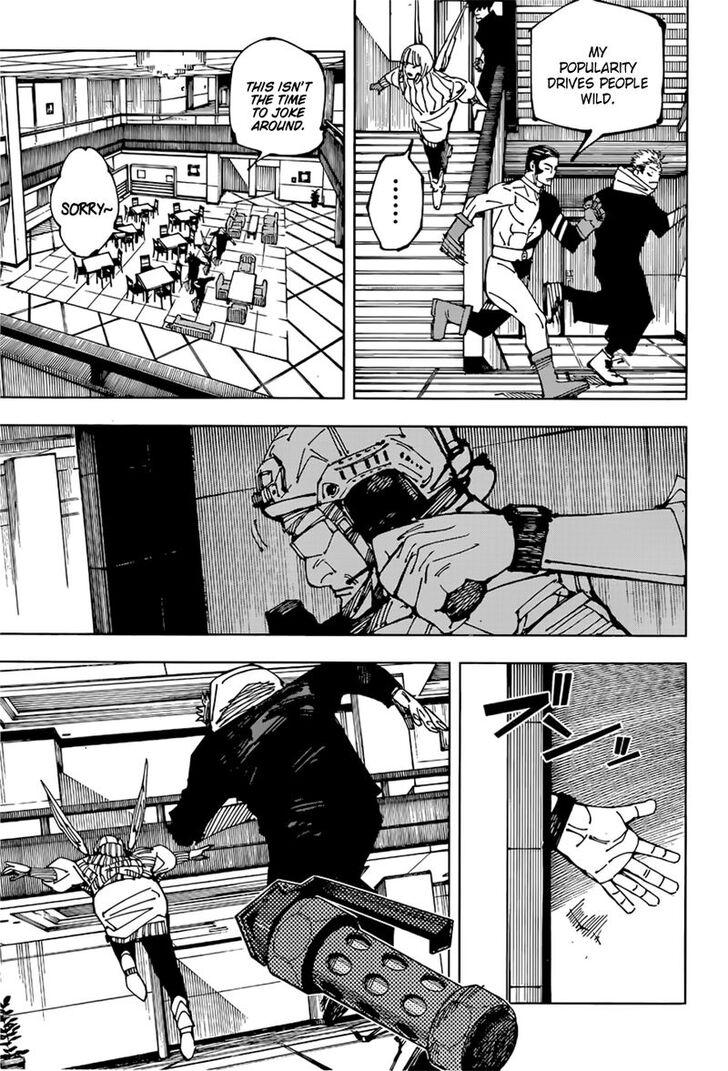 MY
POPULARITY
DRIVES PEOPLE
WILD.
.....
THIS ISN'T
THE TIME
TO JOKE
AROUND.
SORRY~